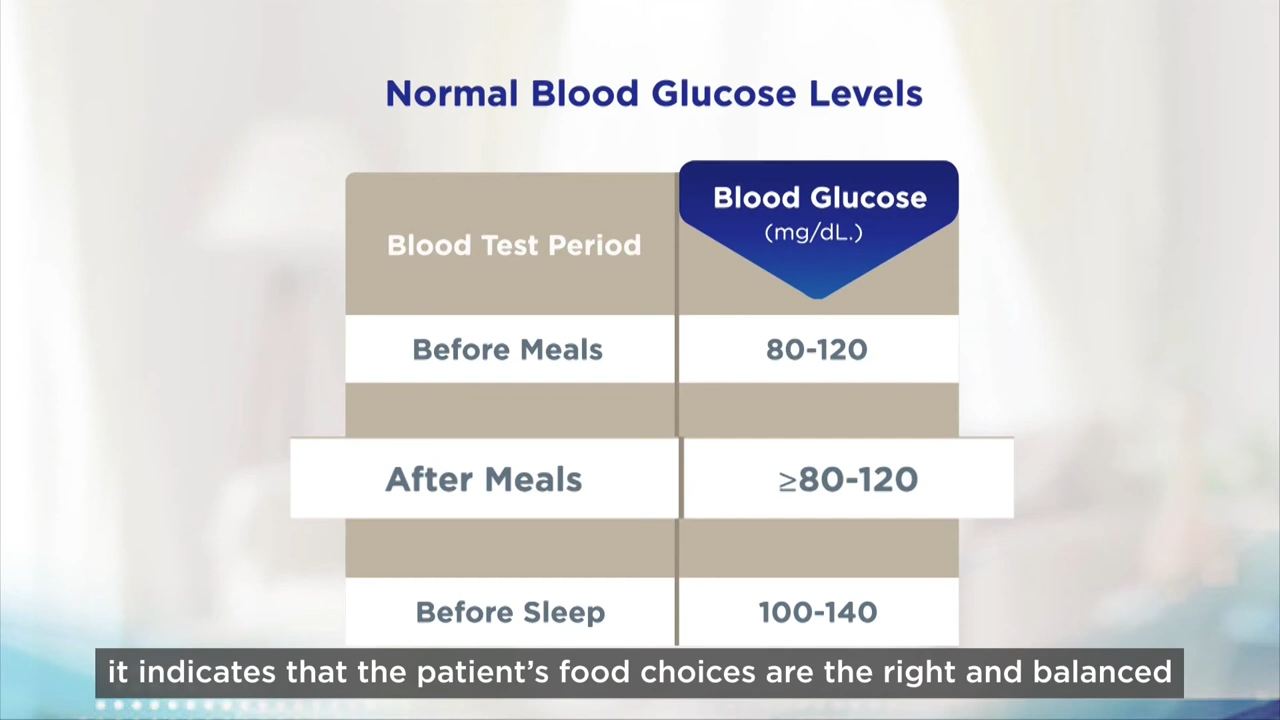 Normal Blood Glucose Levels
Blood Test Period
Blood Glucose
(mg/dL.)
Before Meals
80-120
After Meals
≥80-120
Before Sleep
100-140
it indicates that the patient’s food choices are the right and balanced